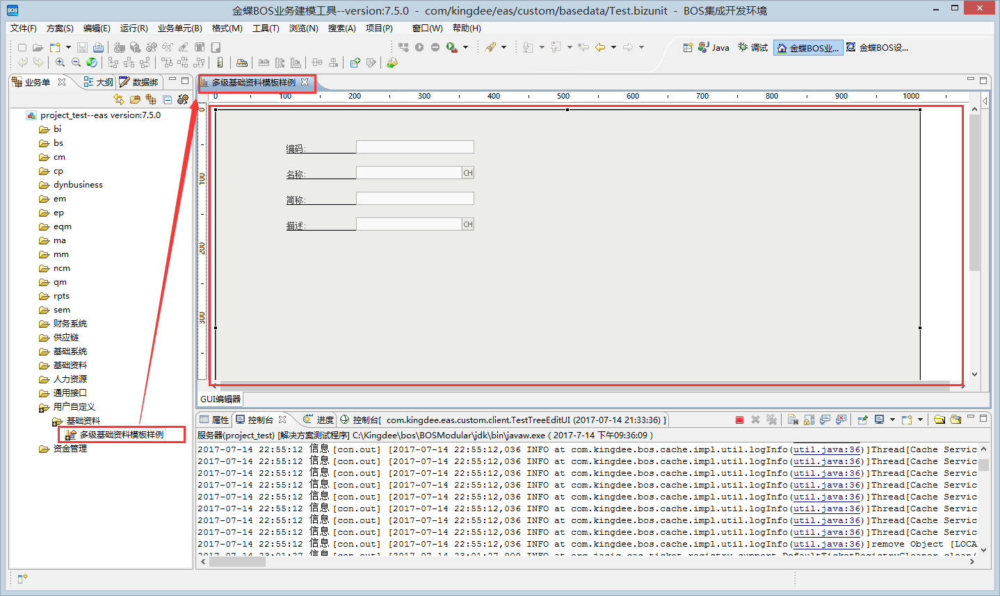 BOS 金蝶BOS业务建模工具--version:7.5.0 - com/kingdee/eas/custom/basedata/Test.bizunit - BOS集成开发环境
文件(F) 方案(S) 编辑(E) 运行(R) 业务单元(B) 格式(M) 工具(T) 浏览(N) 搜索(A) 项目(P) 窗口(W) 帮助(H)
Java 调试 金蝶BOS业... 金蝶BOS设...
业务单 大纲 数据绑
多级基础资料模板样例
0 100 200 300 400 500 600 700 800 900 1000
0
100
200
300
project_test--eas version:7.5.0
bi
bs
cm
cp
dynbusiness
em
ep
eqm
ma
mm
ncm
qm
rpts
sem
财务系统
供应链
基础系统
基础资料
人力资源
通用接口
用户自定义
基础资料
多级基础资料模板样例
资金管理
编码:
名称: CH
简称:
描述: CH
GUI编辑器
属性 控制台 进度 控制台[ com.kingdee.eas.custom.client.TestTreeEditUI (2017-07-14 21:33:36) ]
服务器(project_test) [解决方案测试程序] C:\Kingdee\bos\BOSModular\jdk\bin\javaw.exe ( 2017-7-14 下午09:36:09 )
2017-07-14 22:55:12 信息 [con.out] [2017-07-14 22:55:12,036 INFO at com.kingdee.bos.cache.impl.util.logInfo(util.java:36)]Thread[Cache Servic
2017-07-14 22:55:12 信息 [con.out] [2017-07-14 22:55:12,036 INFO at com.kingdee.bos.cache.impl.util.logInfo(util.java:36)]Thread[Cache Servic
2017-07-14 22:55:12 信息 [con.out] [2017-07-14 22:55:12,036 INFO at com.kingdee.bos.cache.impl.util.logInfo(util.java:36)]Thread[Cache Servic
2017-07-14 22:55:12 信息 [con.out] [2017-07-14 22:55:12,036 INFO at com.kingdee.bos.cache.impl.util.logInfo(util.java:36)]Thread[Cache Servic
2017-07-14 22:55:12 信息 [con.out] [2017-07-14 22:55:12,036 INFO at com.kingdee.bos.cache.impl.util.logInfo(util.java:36)]Thread[Cache Servic
2017-07-14 22:55:12 信息 [con.out] [2017-07-14 22:55:12,036 INFO at com.kingdee.bos.cache.impl.util.logInfo(util.java:36)]Thread[Cache Servic
2017-07-14 22:55:12 信息 [con.out] [2017-07-14 22:55:12,036 INFO at com.kingdee.bos.cache.impl.util.logInfo(util.java:36)]Thread[Cache Servic
2017-07-14 22:55:12 信息 [con.out] [2017-07-14 22:55:12,036 INFO at com.kingdee.bos.cache.impl.util.logInfo(util.java:36)]Thread[Cache Servic
2017-07-14 22:55:12 信息 [con.out] [2017-07-14 22:55:12,036 INFO at com.kingdee.bos.cache.impl.util.logInfo(util.java:36)]remove Object [LOCA
2017-07-14 23:01:27 信息 [con.out] [2017-07-14 23:01:27,909 INFO at org.jasig.cas.ticket.registry.support.DefaultTicketRegistryCleaner.clean(